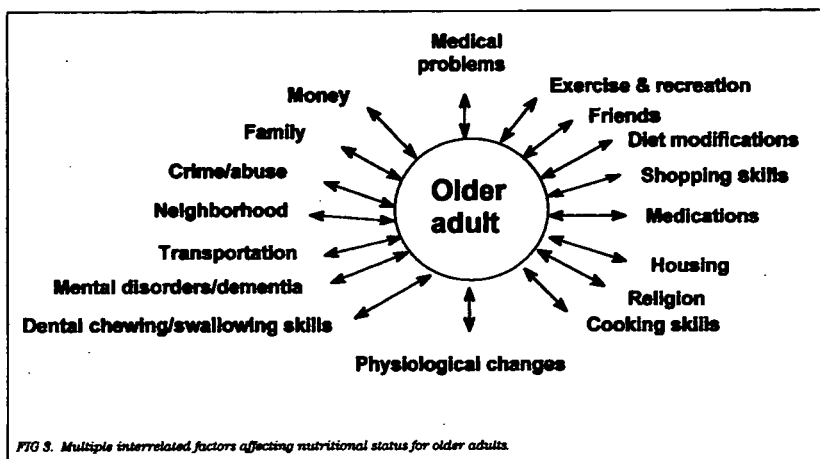 Medical
problems
Exercise & recreation
Money
Friends
Family
Diet modifications
Crime/abuse
Shopping skills
Older
adult
Neighborhood
Medications
Transportation
Housing
Mental disorders/dementia
Religion
Dental chewing/swallowing skills
Cooking skills
Physiological changes
FIG 3. Multiple interrelated factors affecting nutritional status for older adults.